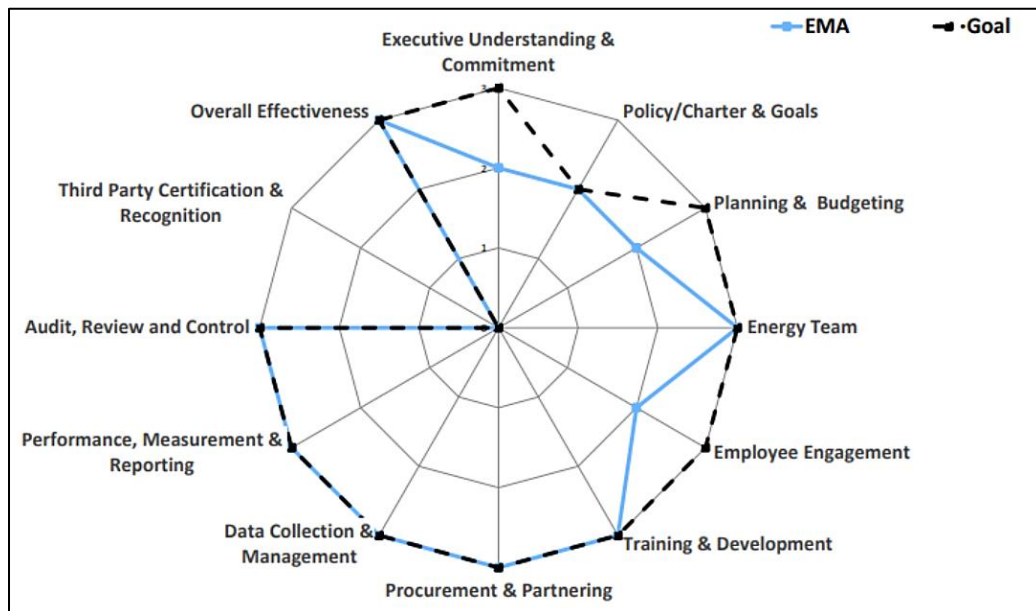 EMA
·Goal
Executive Understanding &
Commitment
Overall Effectiveness
Policy/Charter & Goals
Third Party Certification &
Recognition
Planning & Budgeting
Audit, Review and Control
Energy Team
Performance, Measurement &
Reporting
Employee Engagement
Data Collection &
Management
Training & Development
Procurement & Partnering
3
2
1